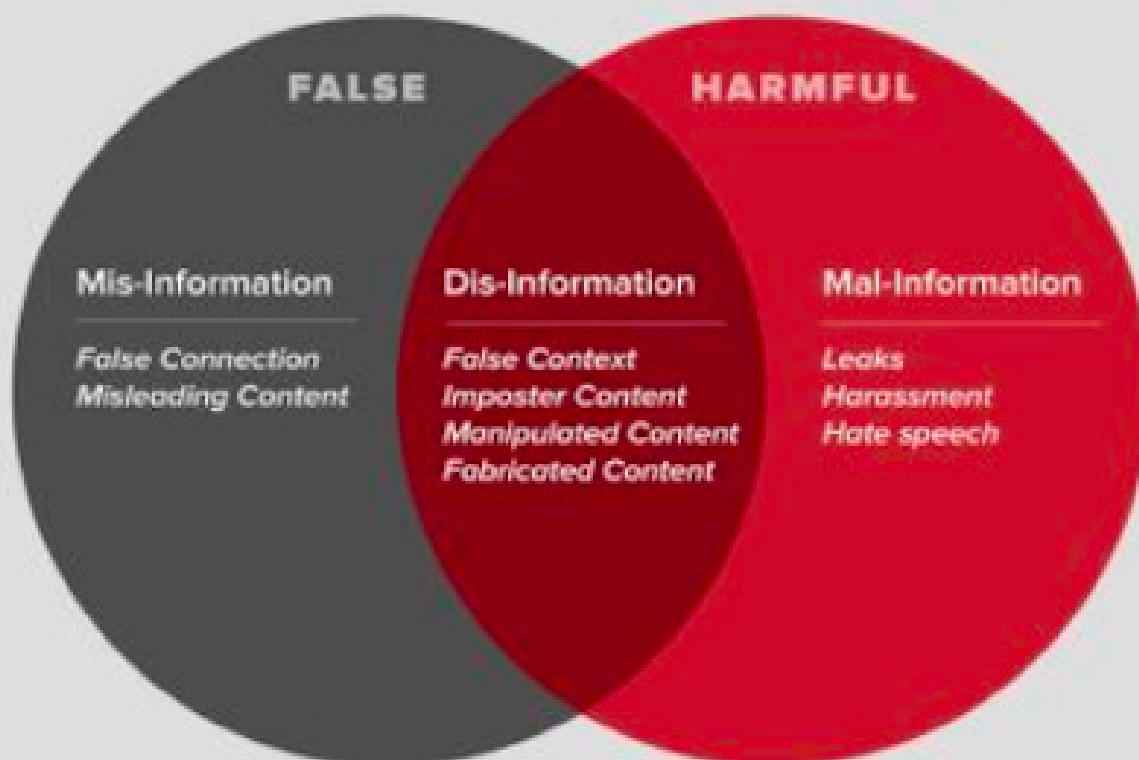 FALSE
HARMFUL
Mis-Information
False Connection
Misleading Content
Dis-Information
False Context
Imposter Content
Manipulated Content
Fabricated Content
Mal-Information
Leaks
Harassment
Hate speech